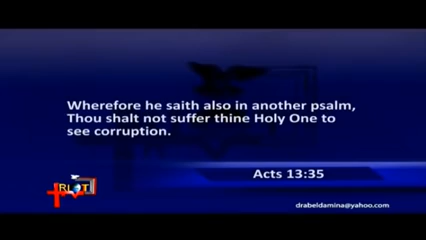 Wherefore he saith also in another psalm,
Thou shalt not suffer thine Holy One to
see corruption.
Acts 13:35
drabeldamina@yahoo.com